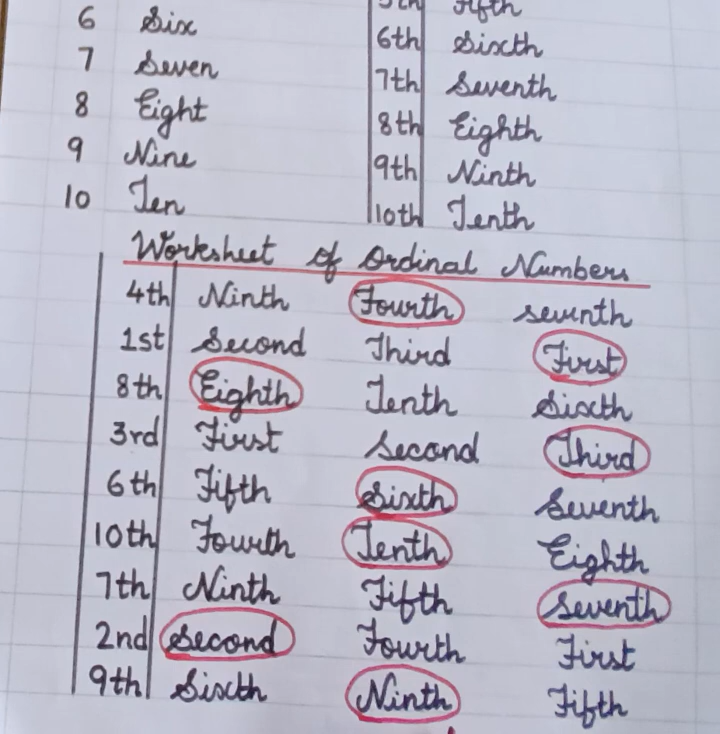 5th Fifth
6 Six 6th Sixth
7 Seven 7th Seventh
8 Eight 8th Eighth
9 Nine 9th Ninth
10 Ten 10th Tenth
Worksheet of Ordinal Numbers
4th Ninth Fourth seventh
1st Second Third First
8th Eighth Tenth Sixth
3rd First Second Third
6th Fifth Sixth Seventh
10th Fourth Tenth Eighth
7th Ninth Fifth Seventh
2nd Second Fourth First
9th Sixth Ninth Fifth